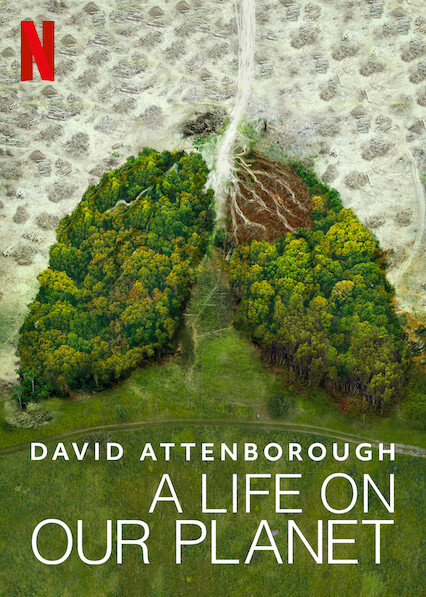 N
DAVID ATTENBOROUGH
A LIFE ON
OUR PLANET